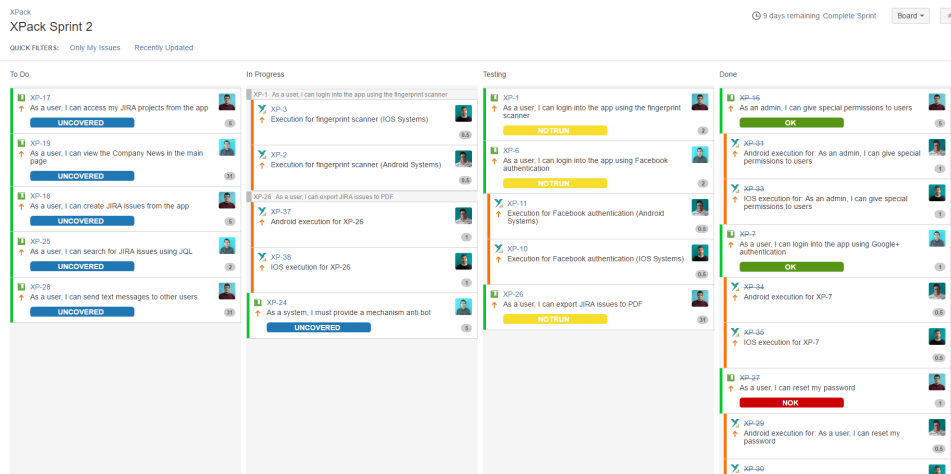 XPack
XPack Sprint 2
9 days remaining Complete Sprint
Board
QUICK FILTERS: Only My Issues Recently Updated
To Do
XP-17
As a user, I can access my JIRA projects from the app
UNCOVERED
5
XP-19
As a user, I can view the Company News in the main
page
UNCOVERED
31
XP-18
As a user, I can create JIRA issues from the app
UNCOVERED
5
XP-25
As a user, I can search for JIRA issues using JQL
UNCOVERED
2
XP-28
As a user, I can send text messages to other users
UNCOVERED
31
In Progress
XP-1 As a user, I can login into the app using the fingerprint scanner
XP-3
Execution for fingerprint scanner (IOS Systems)
0.5
XP-2
Execution for fingerprint scanner (Android Systems)
0.5
XP-26 As a user, I can export JIRA issues to PDF
XP-37
Android execution for XP-26
1
XP-38
IOS execution for XP-26
1
XP-24
As a system, I must provide a mechanism anti bot
UNCOVERED
5
Testing
XP-1
As a user, I can login into the app using the fingerprint
scanner
NOTRUN
2
XP-6
As a user, I can login into the app using Facebook
authentication
NOTRUN
2
XP-11
Execution for Facebook authentication (Android
Systems)
0.5
XP-10
Execution for Facebook authentication (IOS Systems)
0.5
XP-26
As a user, I can export JIRA issues to PDF
NOTRUN
31
Done
XP-15
As an admin, I can give special permissions to users
OK
5
XP-31
Android execution for: As an admin, I can give special
permissions to users
1
XP-33
IOS execution for: As an admin, I can give special
permissions to users
1
XP-7
As a user, I can login into the app using Google+
authentication
OK
1
XP-34
Android execution for XP-7
0.5
XP-35
IOS execution for XP-7
0.5
XP-27
As a user, I can reset my password
NOK
1
XP-29
Android execution for: As a user, I can reset my
password
0.5
XP-30